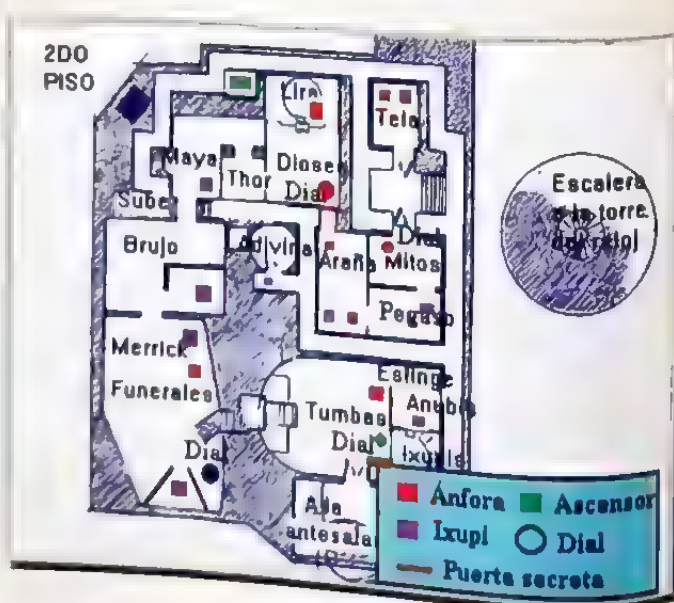 2DO
PISO
Lira
Tela
Maya
Thor
Dioses
Dial
Sube
Escalera
a la torre
del reloj
Brujo
Adivina
Araña
Dial
Mitos
Pegaso
Merrick
Funerales
Esfinge
Anubis
Tumbas
Dial
Ixupis
Dial
Ala
antesala
Ánfora
Ascensor
Ixupi
Dial
Puerta secreta